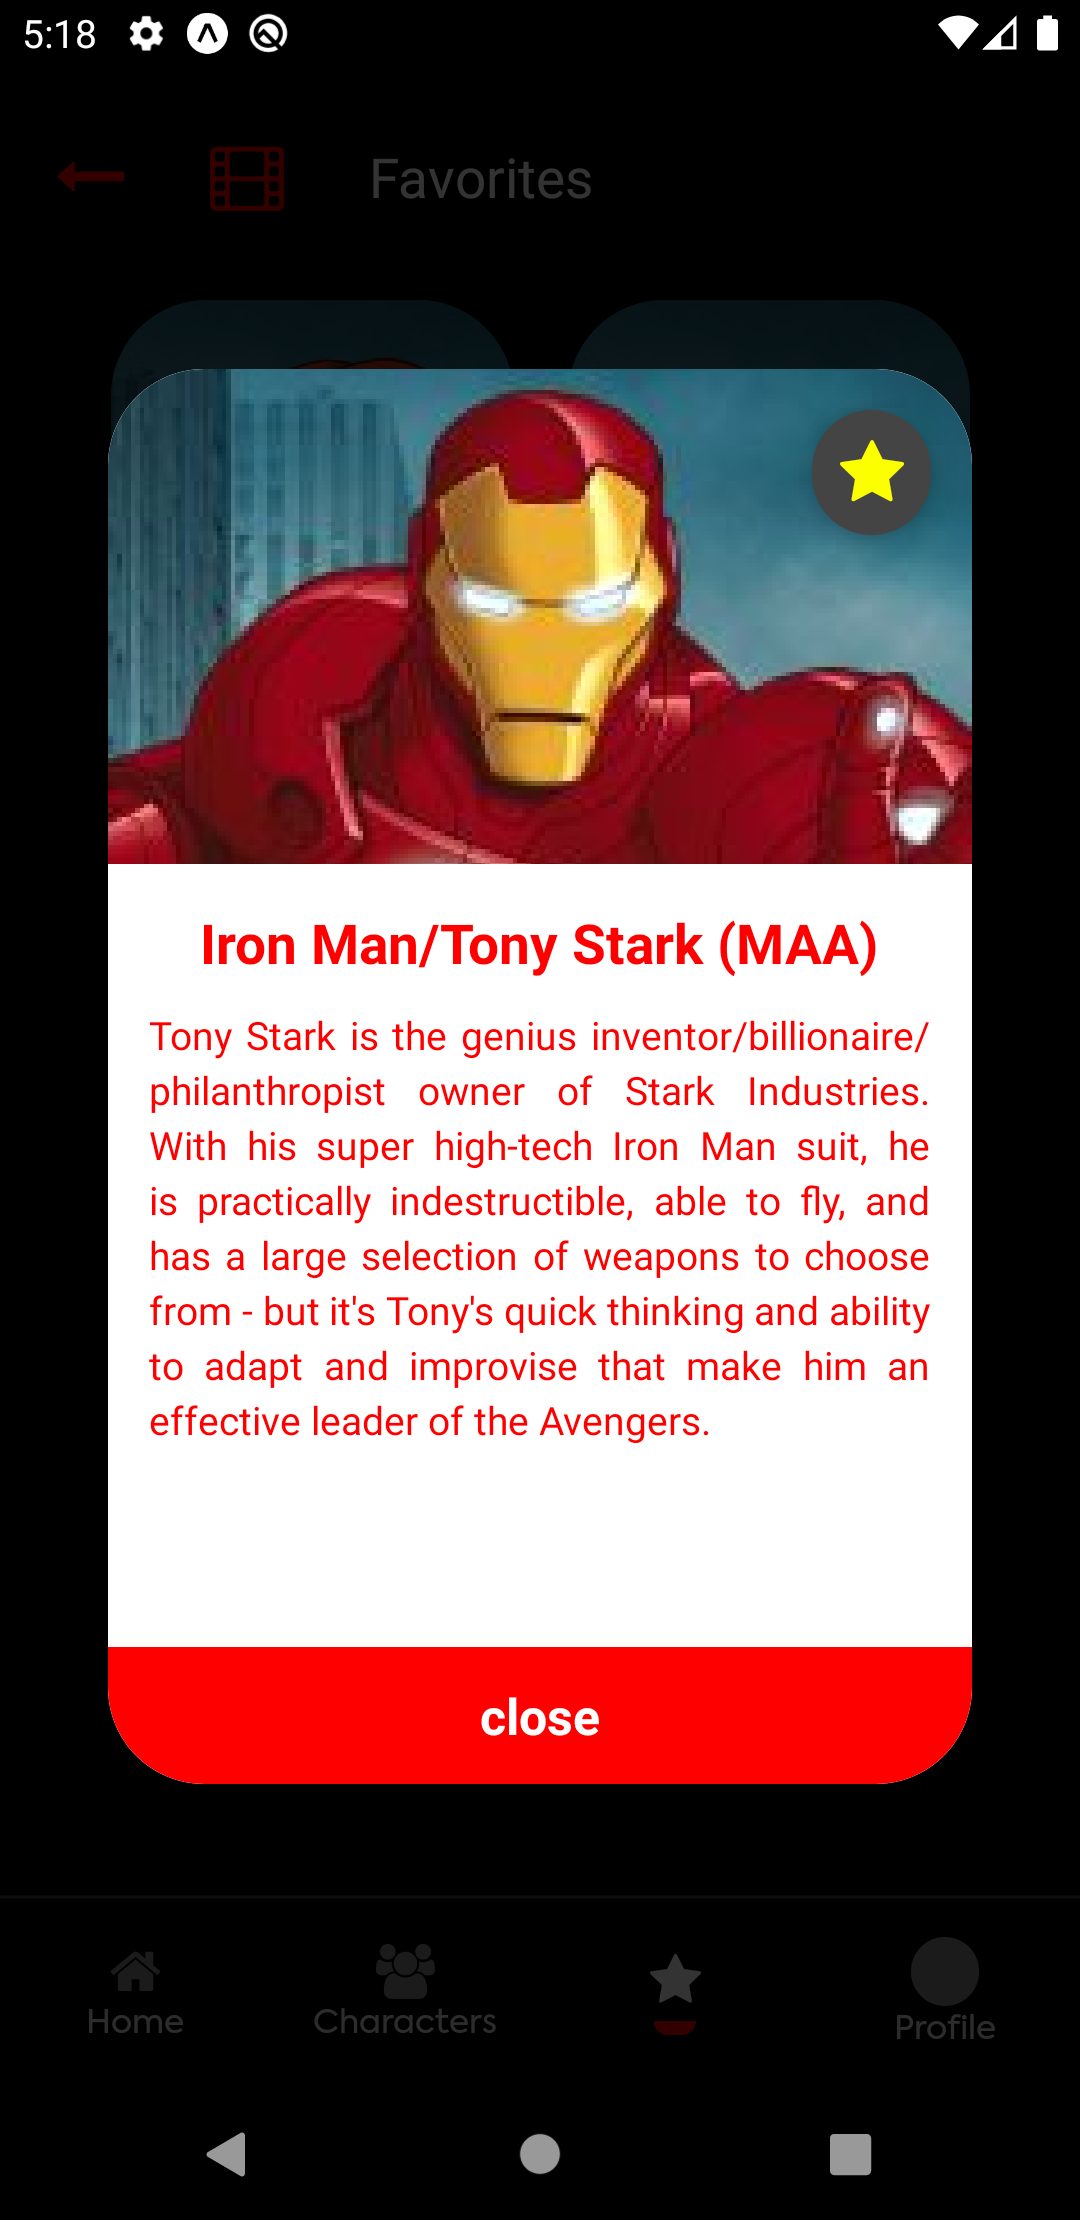 5:18
Favorites
Iron Man/Tony Stark (MAA)
Tony Stark is the genius inventor/billionaire/
philanthropist owner of Stark Industries.
With his super high-tech Iron Man suit, he
is practically indestructible, able to fly, and
has a large selection of weapons to choose
from - but it's Tony's quick thinking and ability
to adapt and improvise that make him an
effective leader of the Avengers.
close
Home
Characters
Profile